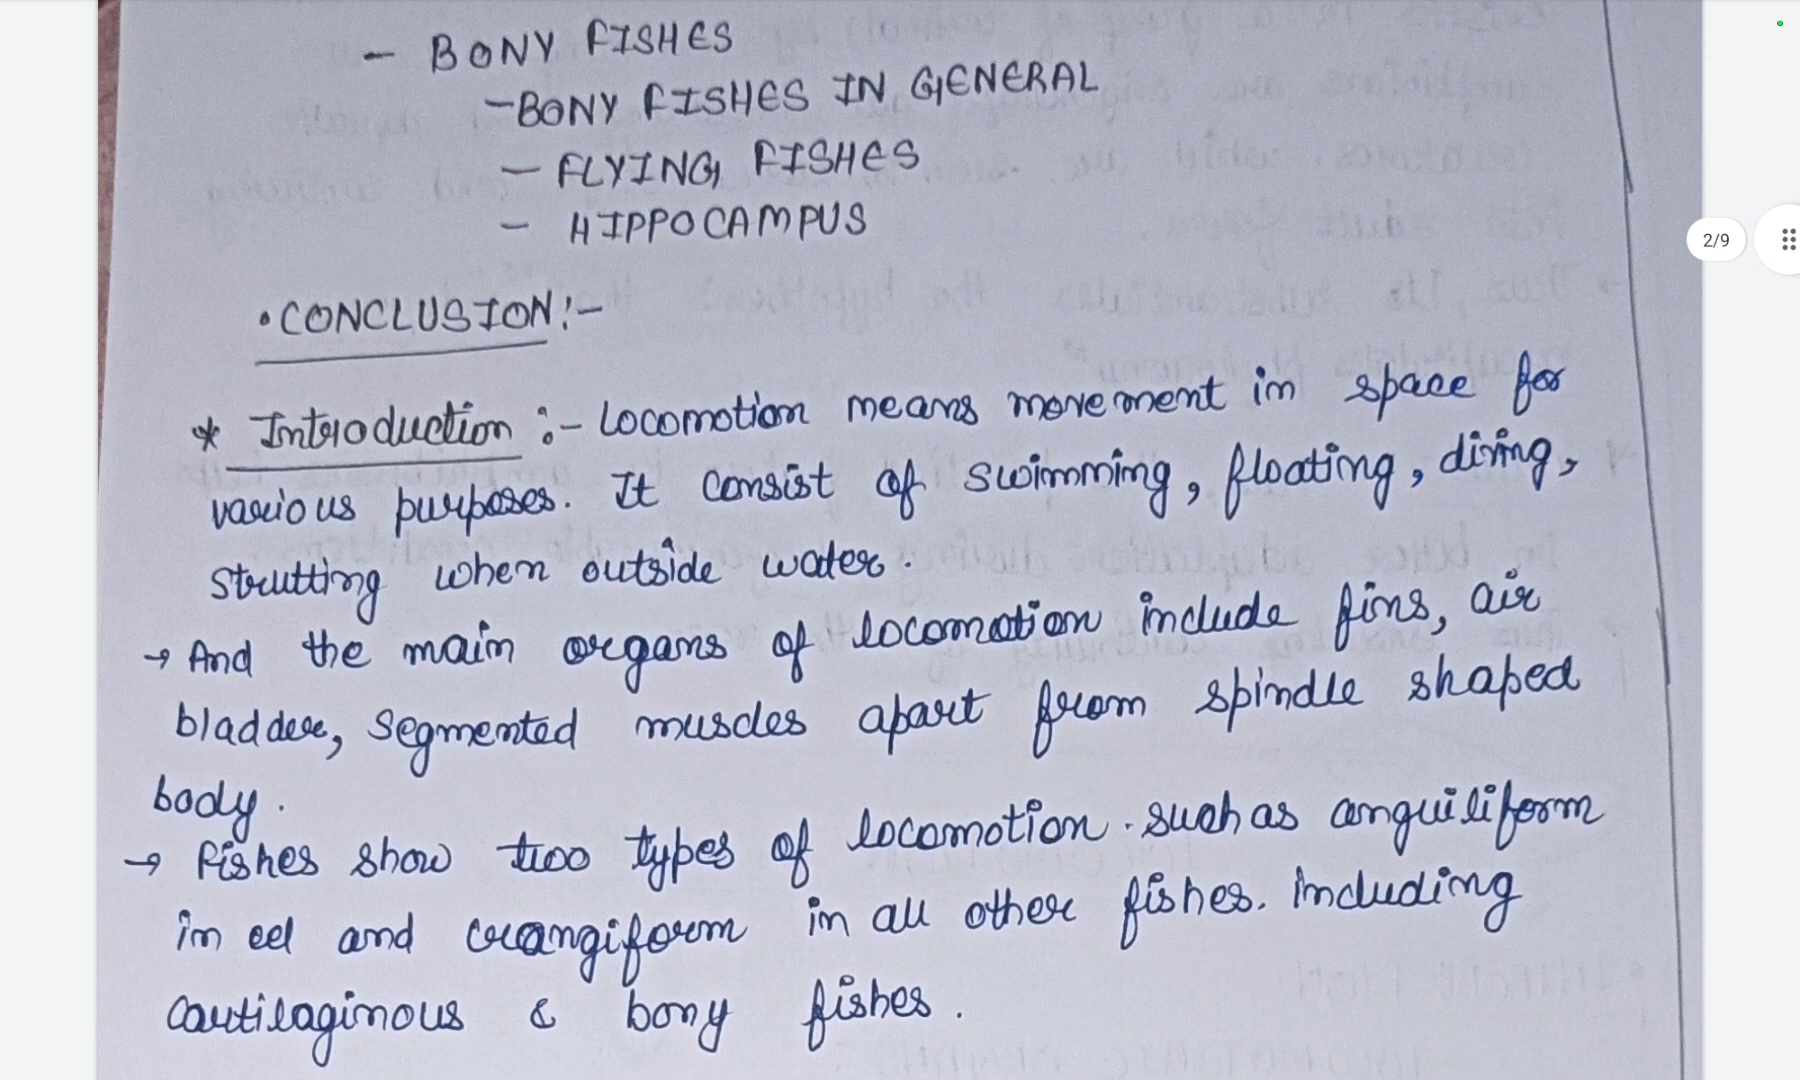 - BONY FISHES
-BONY FISHES IN GENERAL
- FLYING FISHES
- HIPPOCAMPUS
• CONCLUSION:-
* Introduction :- Locomotion means movement in space for
various purposes. It consist of swimming, floating, diving,
strutting when outside water.
→ And the main organs of locomotion include fins, air
bladder, segmented muscles apart from spindle shaped
body.
→ Fishes show two types of locomotion. such as anguiliform
in eel and crangiform in all other fishes. Including
cartilaginous & bony fishes.
2/9